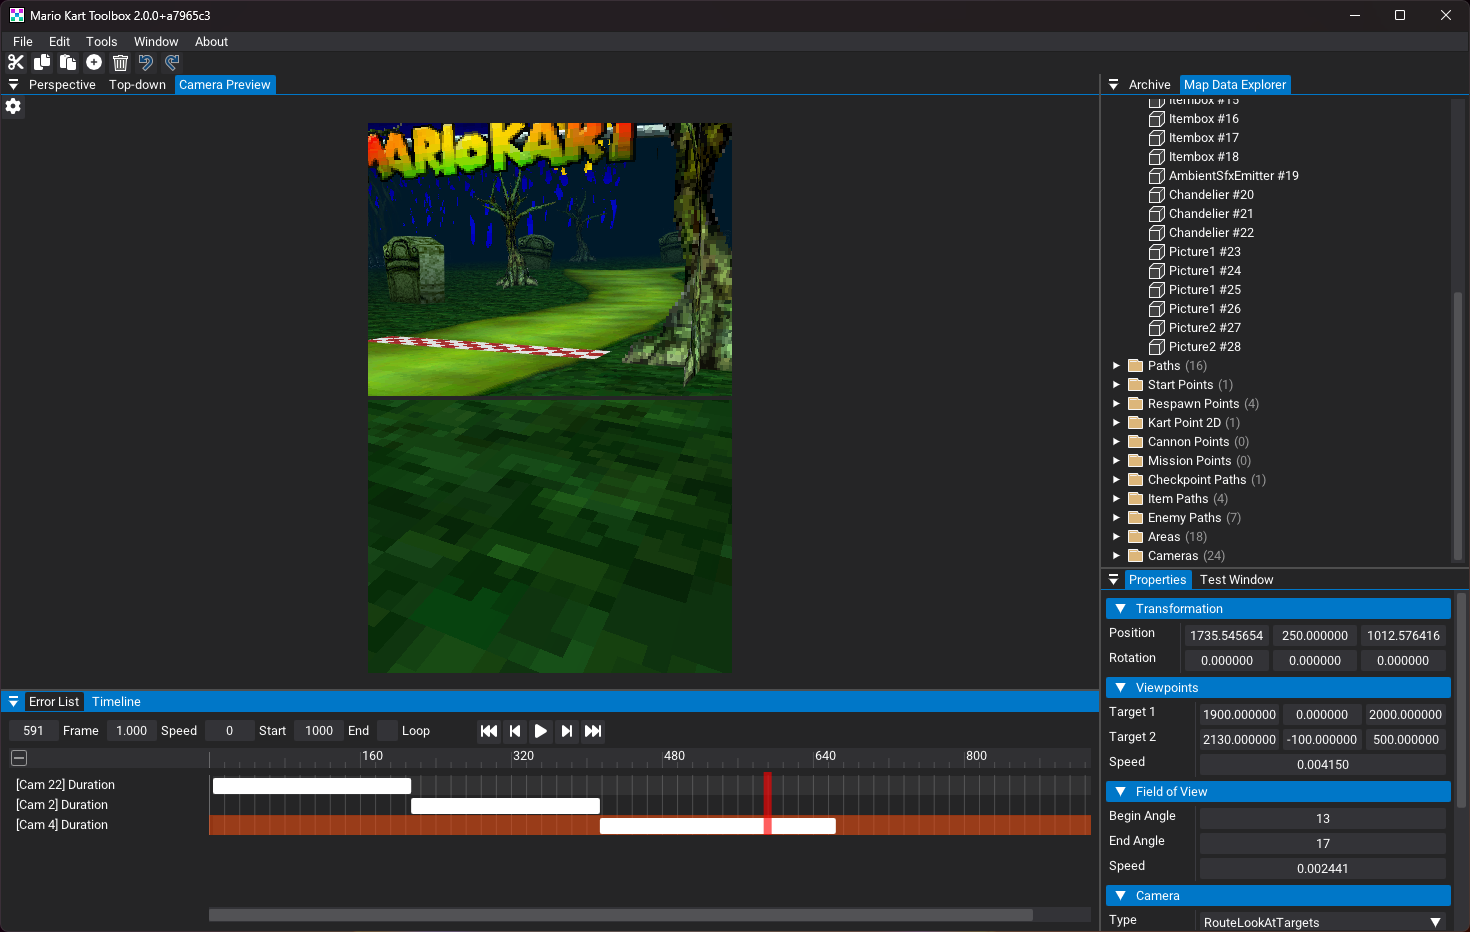 Mario Kart Toolbox 2.0.0+a7965c3
File Edit Tools Window About
Perspective Top-down Camera Preview
MARIO KART
Error List Timeline
591 Frame 1.000 Speed 0 Start 1000 End Loop
160 320 480 640 800
[Cam 22] Duration
[Cam 2] Duration
[Cam 4] Duration
Archive Map Data Explorer
Itembox #15
Itembox #16
Itembox #17
Itembox #18
AmbientSfxEmitter #19
Chandelier #20
Chandelier #21
Chandelier #22
Picture1 #23
Picture1 #24
Picture1 #25
Picture1 #26
Picture2 #27
Picture2 #28
Paths (16)
Start Points (1)
Respawn Points (4)
Kart Point 2D (1)
Cannon Points (0)
Mission Points (0)
Checkpoint Paths (1)
Item Paths (4)
Enemy Paths (7)
Areas (18)
Cameras (24)
Properties Test Window
Transformation
Position 1735.545654 250.000000 1012.576416
Rotation 0.000000 0.000000 0.000000
Viewpoints
Target 1 1900.000000 0.000000 2000.000000
Target 2 2130.000000 -100.000000 500.000000
Speed 0.004150
Field of View
Begin Angle 13
End Angle 17
Speed 0.002441
Camera
Type RouteLookAtTargets